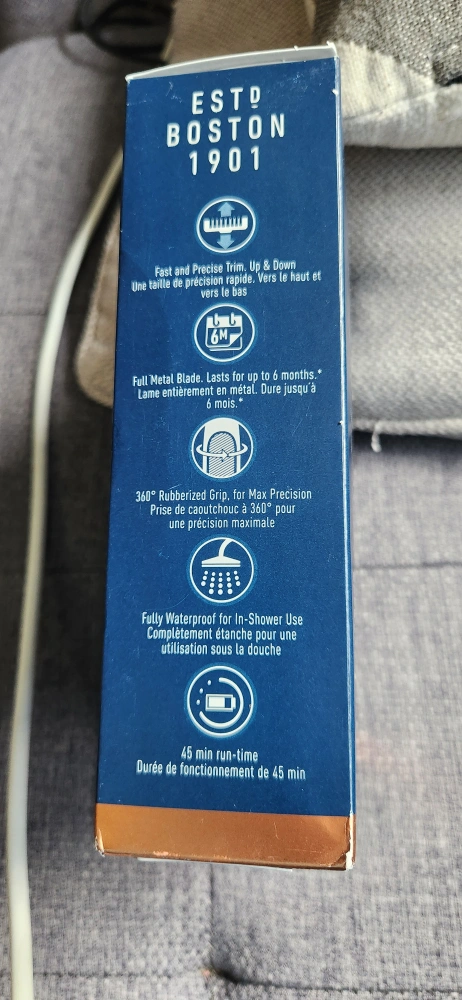 ESTD
BOSTON
1901
Fast and Precise Trim. Up & Down
Une taille de précision rapide. Vers le haut et
vers le bas
6M
Full Metal Blade. Lasts for up to 6 months.*
Lame entièrement en métal. Dure jusqu'à
6 mois.*
360° Rubberized Grip, for Max Precision
Prise de caoutchouc à 360° pour
une précision maximale
Fully Waterproof for In-Shower Use
Complètement étanche pour une
utilisation sous la douche
45 min run-time
Durée de fonctionnement de 45 min